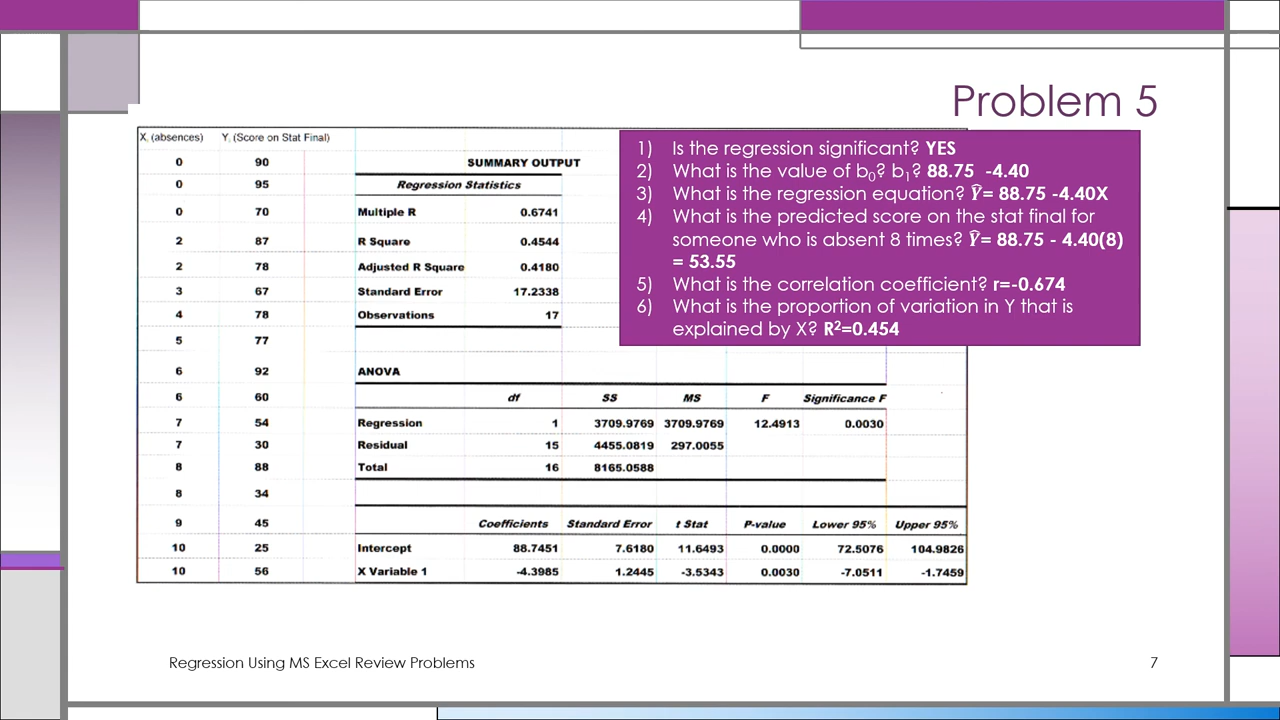 Problem 5
X, (absences) Y, (Score on Stat Final)
0 90 SUMMARY OUTPUT
0 95 Regression Statistics
0 70 Multiple R 0.6741
2 87 R Square 0.4544
2 78 Adjusted R Square 0.4180
3 67 Standard Error 17.2338
4 78 Observations 17
5 77
6 92 ANOVA
6 60 df SS MS F Significance F
7 54 Regression 1 3709.9769 3709.9769 12.4913 0.0030
7 30 Residual 15 4455.0819 297.0055
8 88 Total 16 8165.0588
8 34
9 45 Coefficients Standard Error t Stat P-value Lower 95% Upper 95%
10 25 Intercept 88.7451 7.6180 11.6493 0.0000 72.5076 104.9826
10 56 X Variable 1 -4.3985 1.2445 -3.5343 0.0030 -7.0511 -1.7459
1) Is the regression significant? YES
2) What is the value of b₀? b₁? 88.75 -4.40
3) What is the regression equation? Ŷ= 88.75 -4.40X
4) What is the predicted score on the stat final for
someone who is absent 8 times? Ŷ= 88.75 - 4.40(8)
= 53.55
5) What is the correlation coefficient? r=-0.674
6) What is the proportion of variation in Y that is
explained by X? R²=0.454
Regression Using MS Excel Review Problems
7